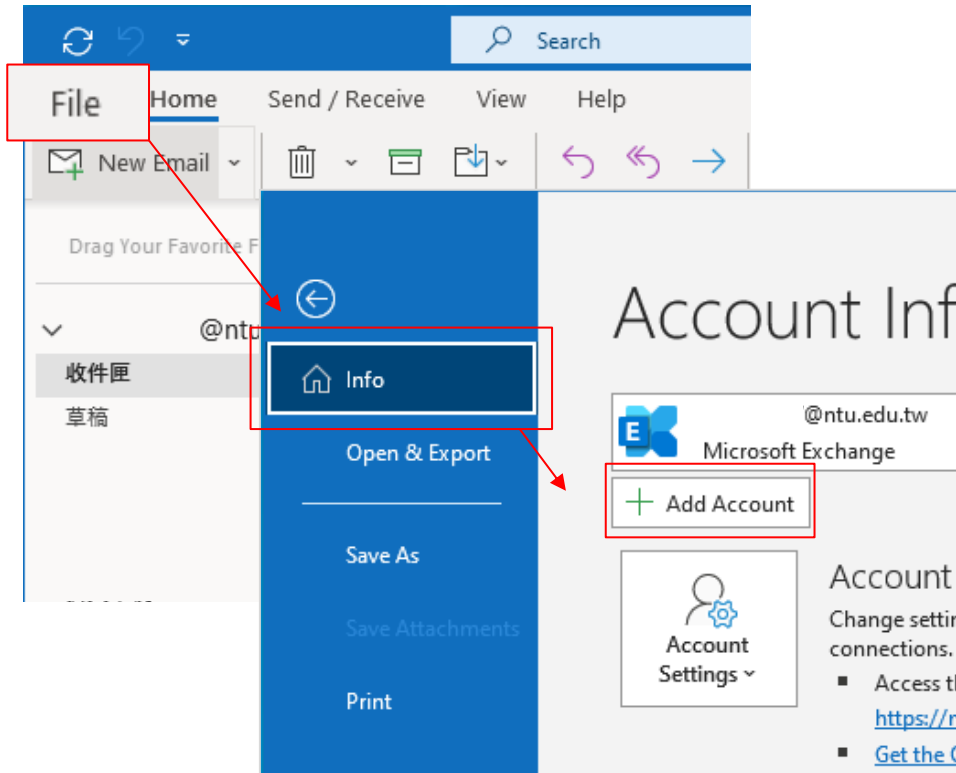 Search
File Home Send / Receive View Help
New Email
Drag Your Favorite F
@ntu
收件匣
草稿
Info
Open & Export
Save As
Save Attachments
Print
Account Inf
E
@ntu.edu.tw
Microsoft Exchange
Add Account
Account
Settings
Account
Change settin
connections.
Access th
https://
Get the